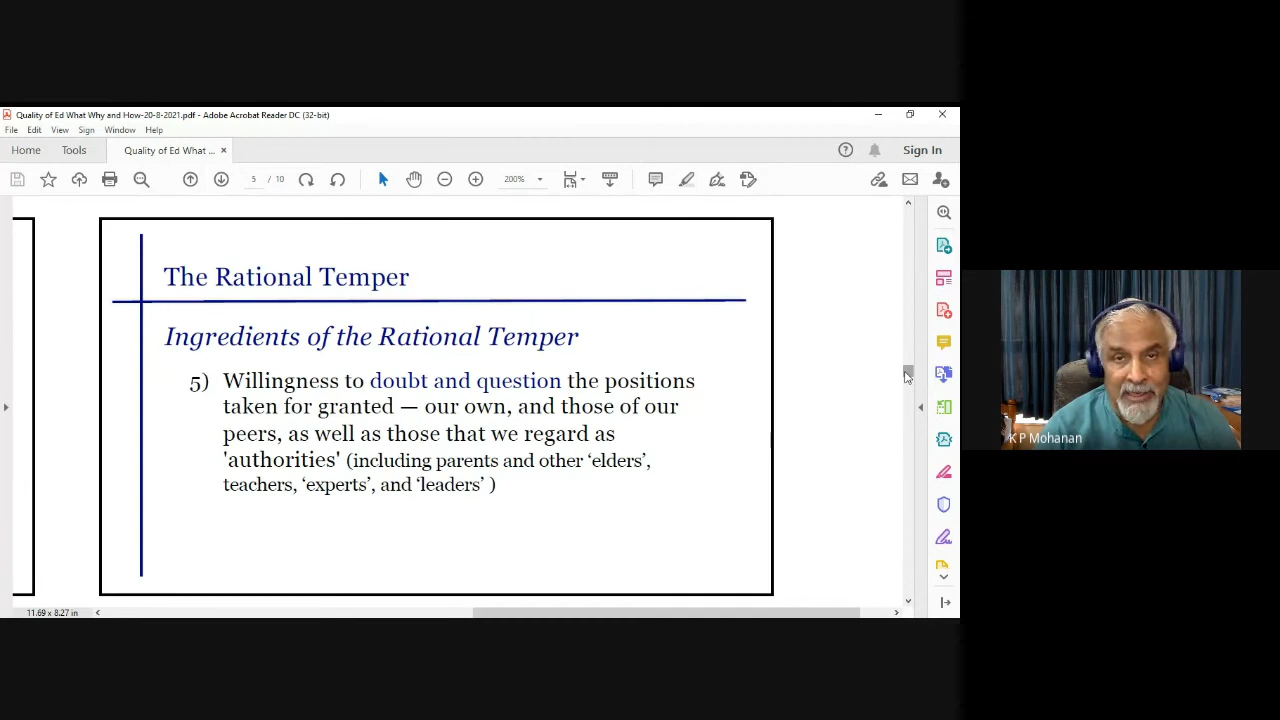 Quality of Ed What Why and How-20-8-2021.pdf - Adobe Acrobat Reader DC (32-bit)
File Edit View Sign Window Help
Home Tools Quality of Ed What ... × Sign In
5 / 10 200%
The Rational Temper
Ingredients of the Rational Temper
5) Willingness to doubt and question the positions
taken for granted — our own, and those of our
peers, as well as those that we regard as
'authorities' (including parents and other ‘elders’,
teachers, ‘experts’, and ‘leaders’ )
K P Mohanan
11.69 x 8.27 in